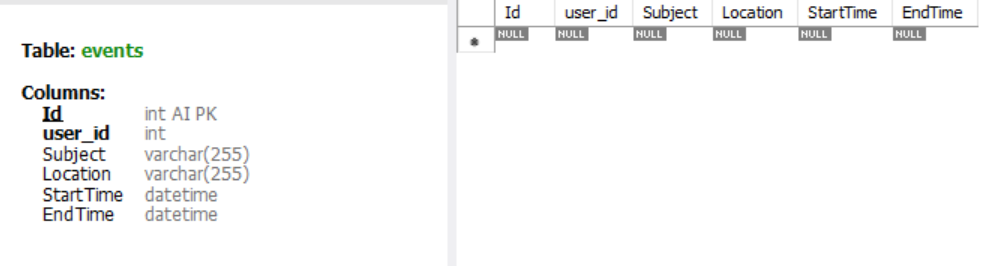 Table: events
Columns:
Id int AI PK
user_id int
Subject varchar(255)
Location varchar(255)
StartTime datetime
EndTime datetime
Id user_id Subject Location StartTime EndTime
NULL NULL NULL NULL NULL NULL